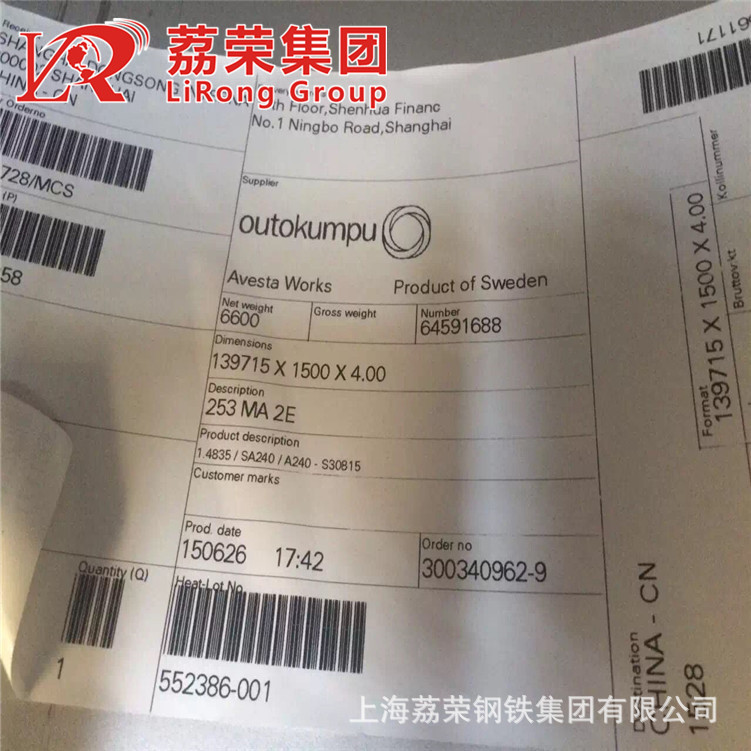 荔荣集团
LiRong Group
No.1 Ningbo Road,Shanghai
Floor,Shenhua Financ
CHINA - CN
Orderno
728/MCS
(P)
58
Supplier
outokumpu
Avesta Works Product of Sweden
Net weight Gross weight Number
6600 64591688
Dimensions
139715 X 1500 X 4.00
Description
253 MA 2E
Product description
1.4835 / SA240 / A240 - S30815
Customer marks
Prod. date Order no
150626 17:42 300340962-9
Quantity (Q) Heat-Lot No.
1
552386-001
61171
Kollinummer
Bruttov/kt
Format
139715 X 1500 X 4.00
Destination
CHINA - CN
上海荔荣钢铁集团有限公司